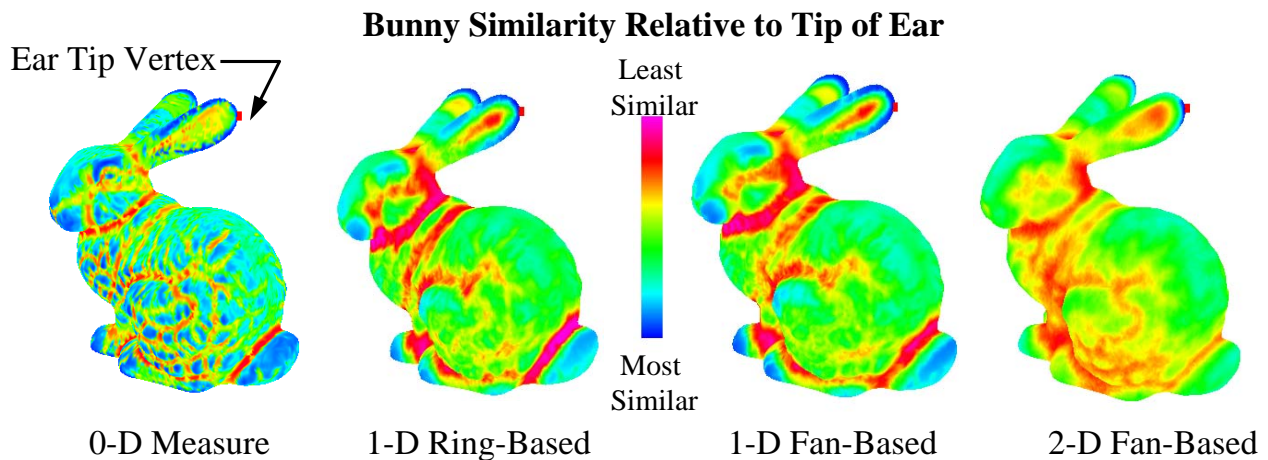 Bunny Similarity Relative to Tip of Ear
Ear Tip Vertex
Least
Similar
Most
Similar
0-D Measure
1-D Ring-Based
1-D Fan-Based
2-D Fan-Based